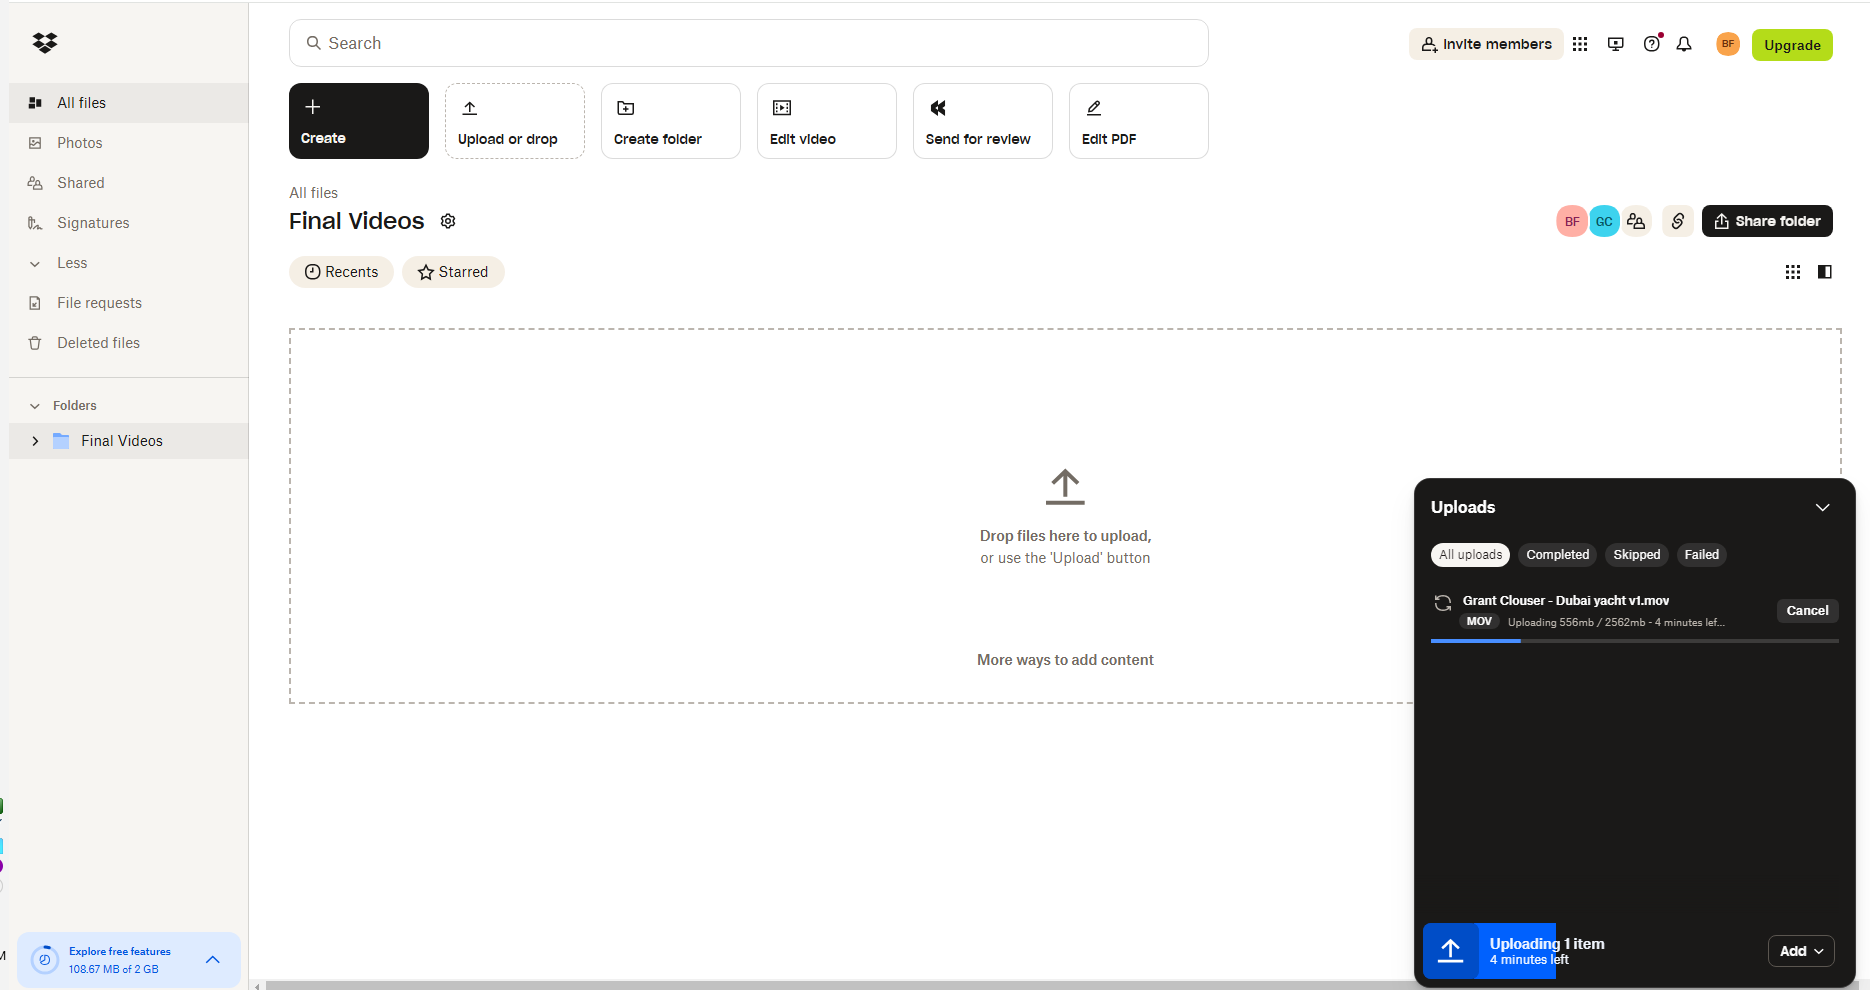 Search
Invite members
BF
Upgrade
All files
Photos
Shared
Signatures
Less
File requests
Deleted files
Folders
Final Videos
Create
Upload or drop
Create folder
Edit video
Send for review
Edit PDF
All files
Final Videos
BF
GC
Share folder
Recents
Starred
Drop files here to upload,
or use the 'Upload' button
More ways to add content
Uploads
All uploads
Completed
Skipped
Failed
Grant Clouser - Dubai yacht v1.mov
MOV
Uploading 556mb / 2562mb - 4 minutes lef...
Cancel
Uploading 1 item
4 minutes left
Add
Explore free features
108.67 MB of 2 GB
M